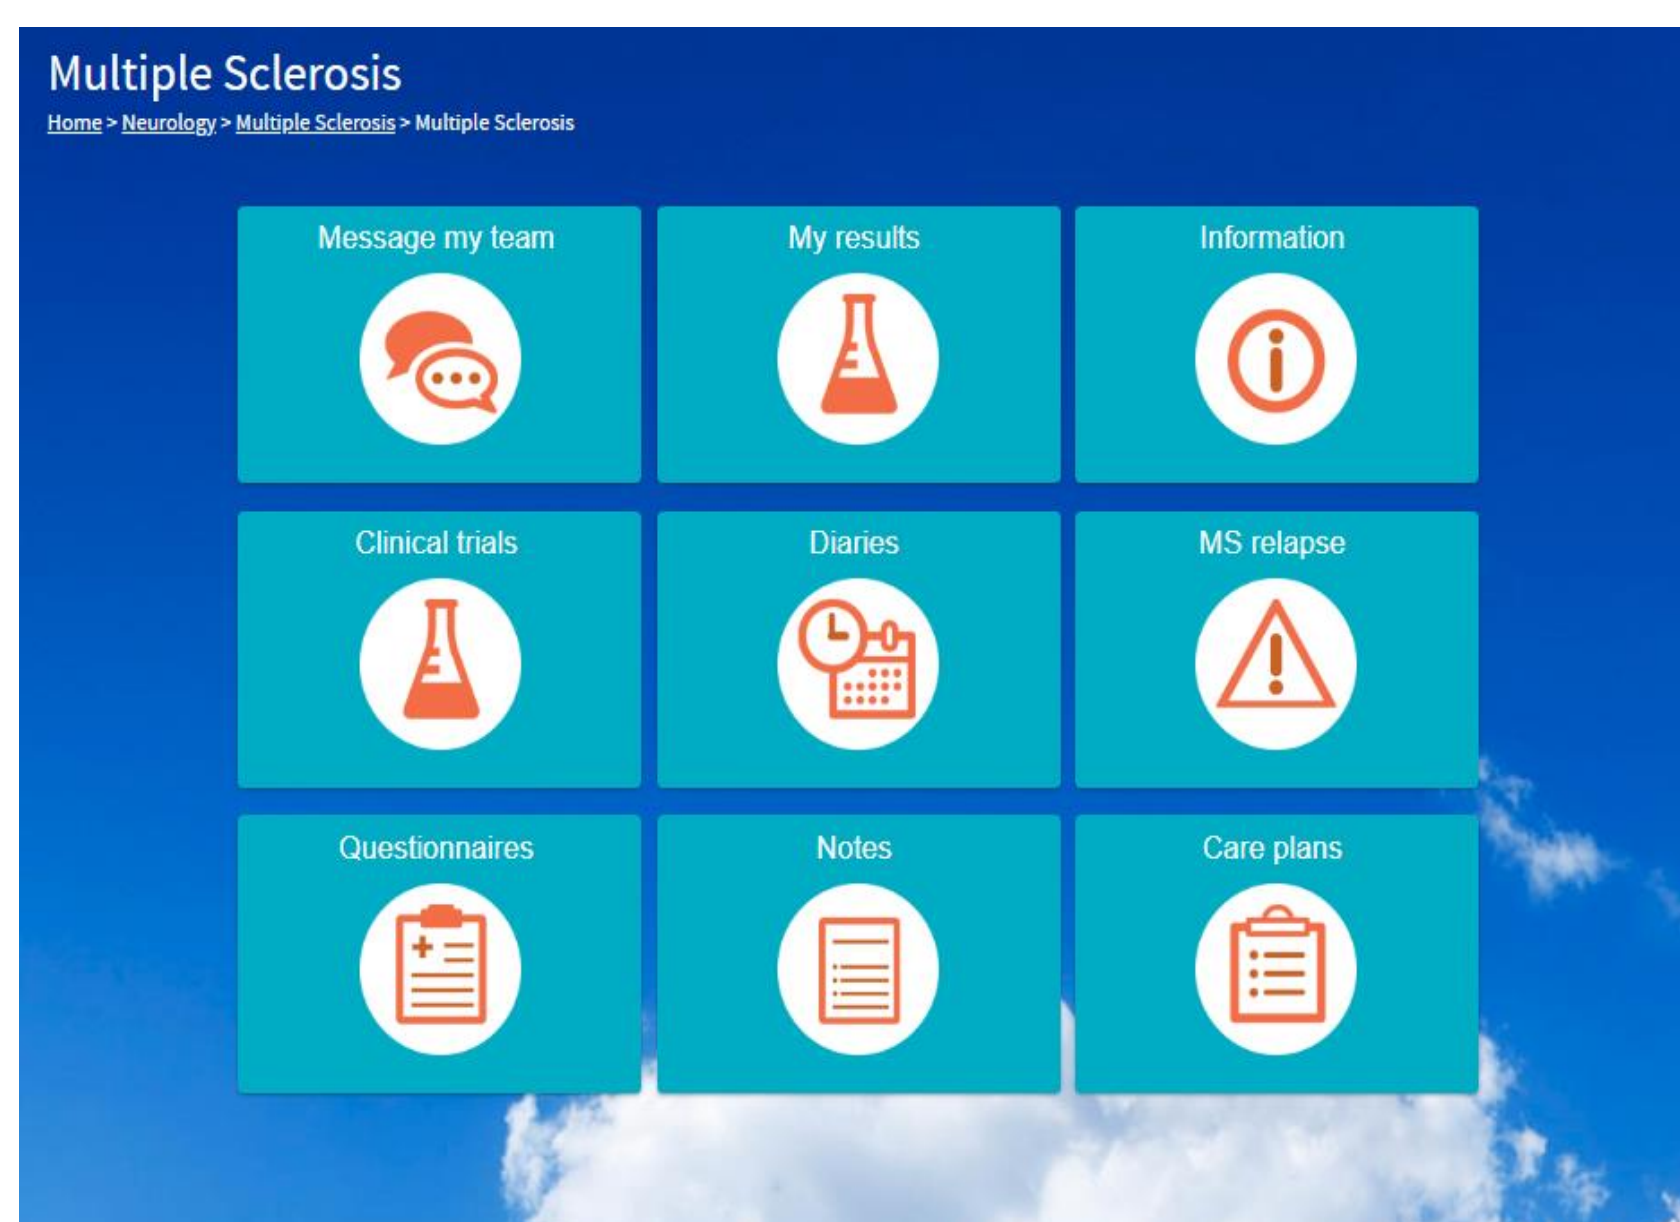 Multiple Sclerosis
Home > Neurology > Multiple Sclerosis > Multiple Sclerosis
Message my team
My results
Information
Clinical trials
Diaries
MS relapse
Questionnaires
Notes
Care plans